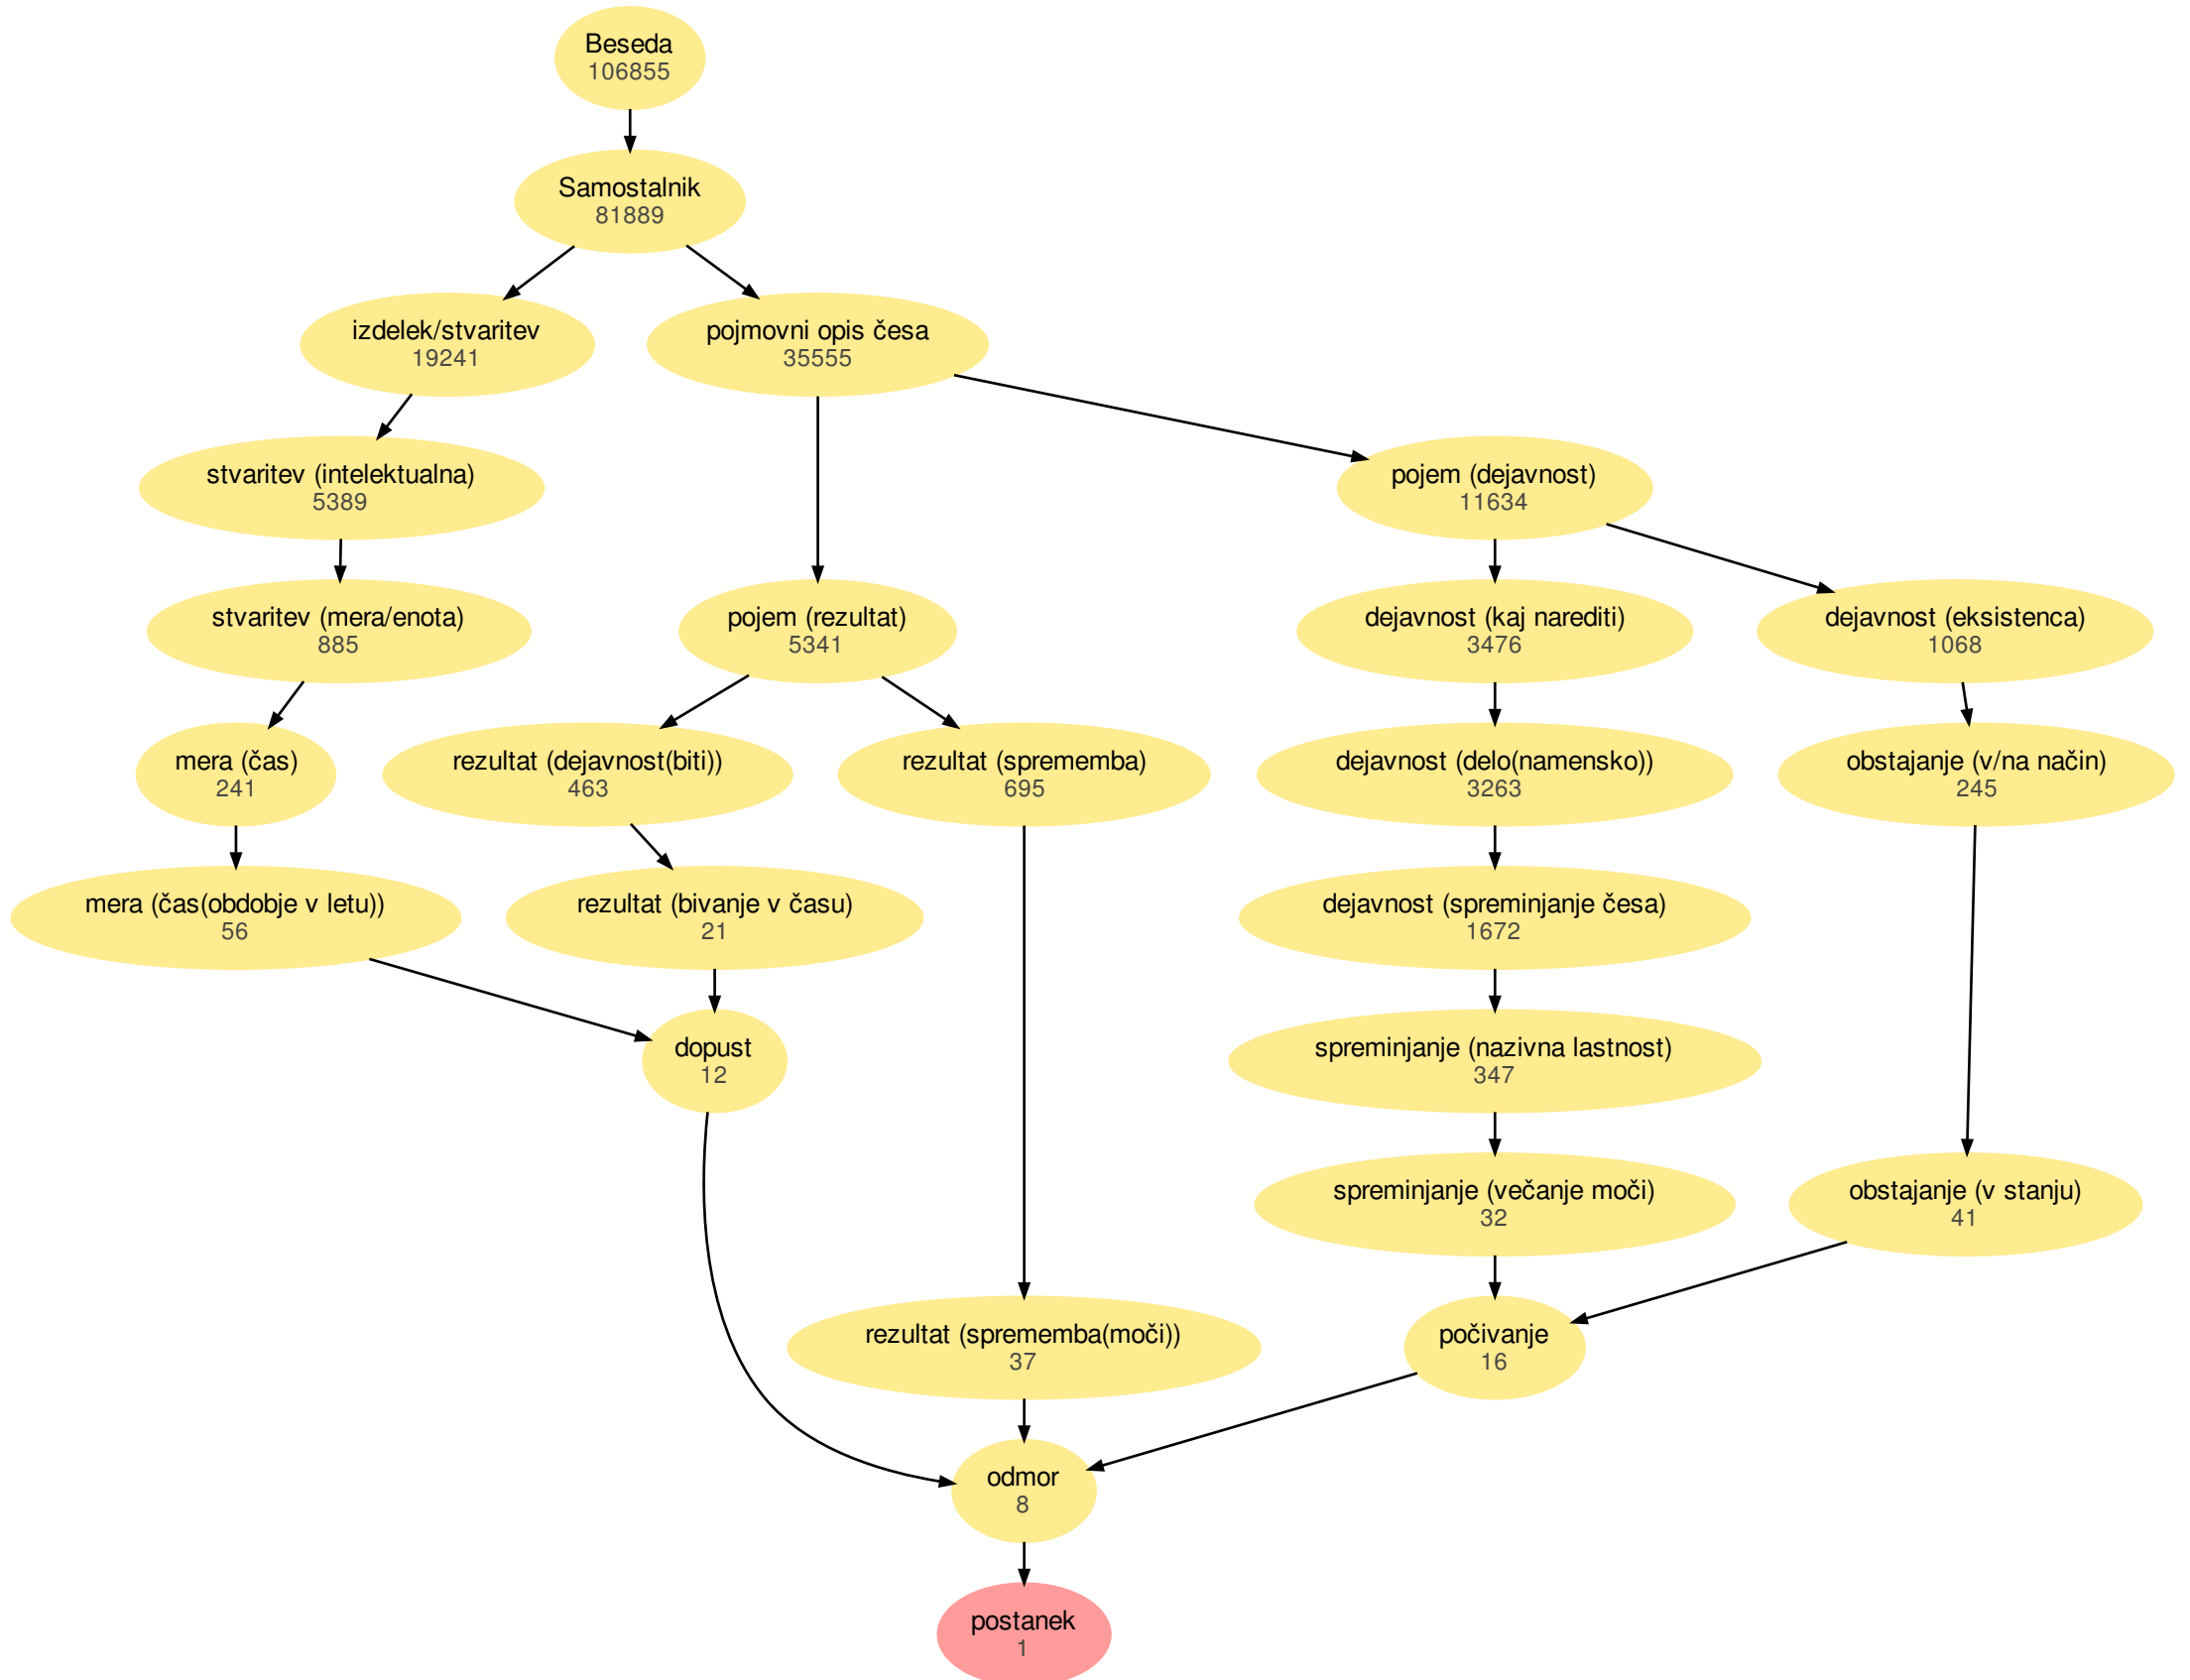 Beseda
106855
Samostalnik
81889
izdelek/stvaritev
19241
pojmovni opis česa
35555
stvaritev (intelektualna)
5389
pojem (dejavnost)
11634
stvaritev (mera/enota)
885
pojem (rezultat)
5341
dejavnost (kaj narediti)
3476
dejavnost (eksistenca)
1068
mera (čas)
241
rezultat (dejavnost(biti))
463
rezultat (sprememba)
695
dejavnost (delo(namensko))
3263
obstajanje (v/na način)
245
mera (čas(obdobje v letu))
56
rezultat (bivanje v času)
21
dejavnost (spreminjanje česa)
1672
dopust
12
spreminjanje (nazivna lastnost)
347
spreminjanje (večanje moči)
32
obstajanje (v stanju)
41
rezultat (sprememba(moči))
37
počivanje
16
odmor
8
postanek
1